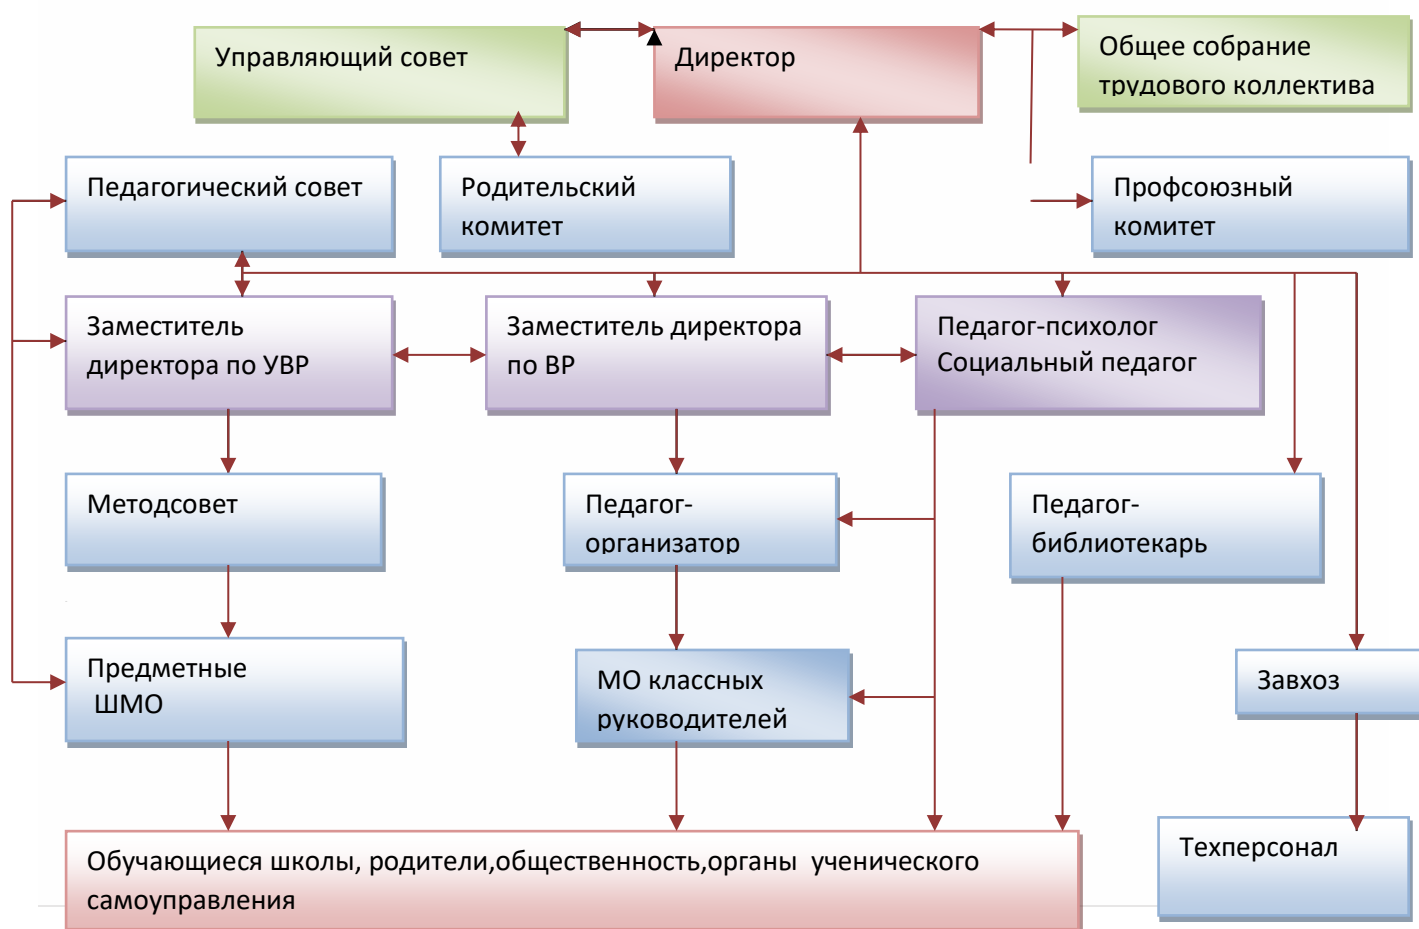 Управляющий совет
Директор
Общее собрание
трудового коллектива
Педагогический совет
Родительский
комитет
Профсоюзный
комитет
Заместитель
директора по УВР
Заместитель директора
по ВР
Педагог-психолог
Социальный педагог
Методсовет
Педагог-
организатор
Педагог-
библиотекарь
Предметные
ШМО
МО классных
руководителей
Завхоз
Обучающиеся школы, родители,общественность,органы  ученического
самоуправления
Техперсонал